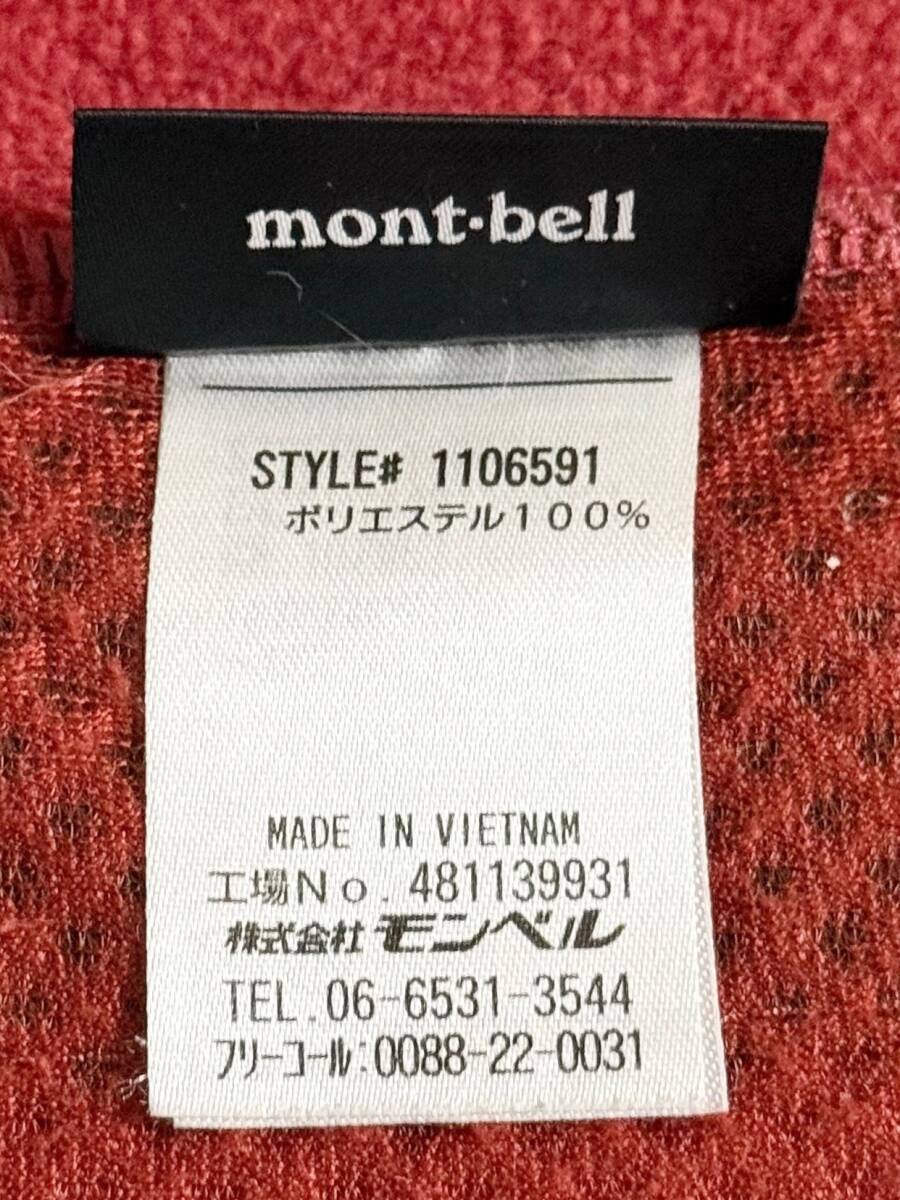 mont-bell
STYLE# 1106591
ポリエステル１００％
MADE IN VIETNAM
工場Ｎｏ．481139931
株式会社 モンベル
TEL.06-6531-3544
フリーコール:0088-22-0031